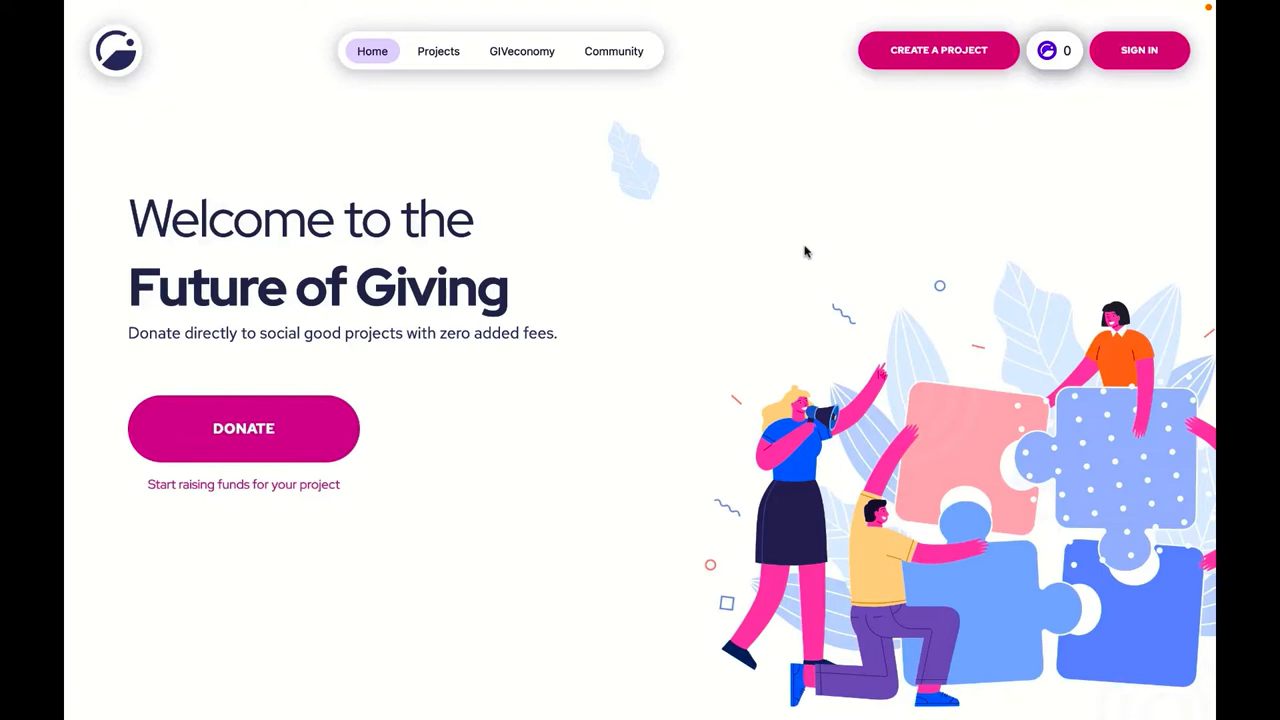 Home Projects GIVeconomy Community
CREATE A PROJECT 0 SIGN IN
Welcome to the
Future of Giving
Donate directly to social good projects with zero added fees.
DONATE
Start raising funds for your project